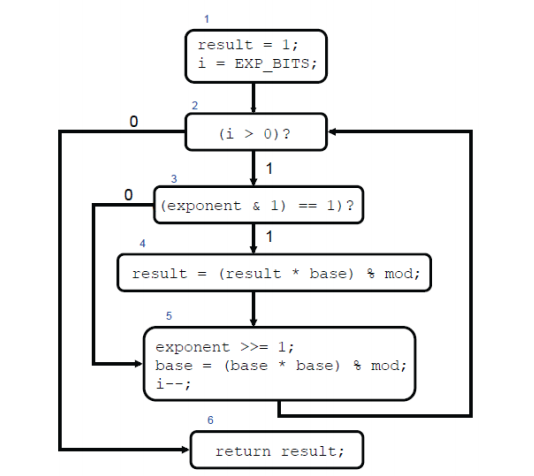 1
result = 1;
i = EXP_BITS;
2
0
(i > 0)?
1
3
0
(exponent & 1) == 1)?
1
4
result = (result * base) % mod;
5
exponent >>= 1;
base = (base * base) % mod;
i--;
6
return result;